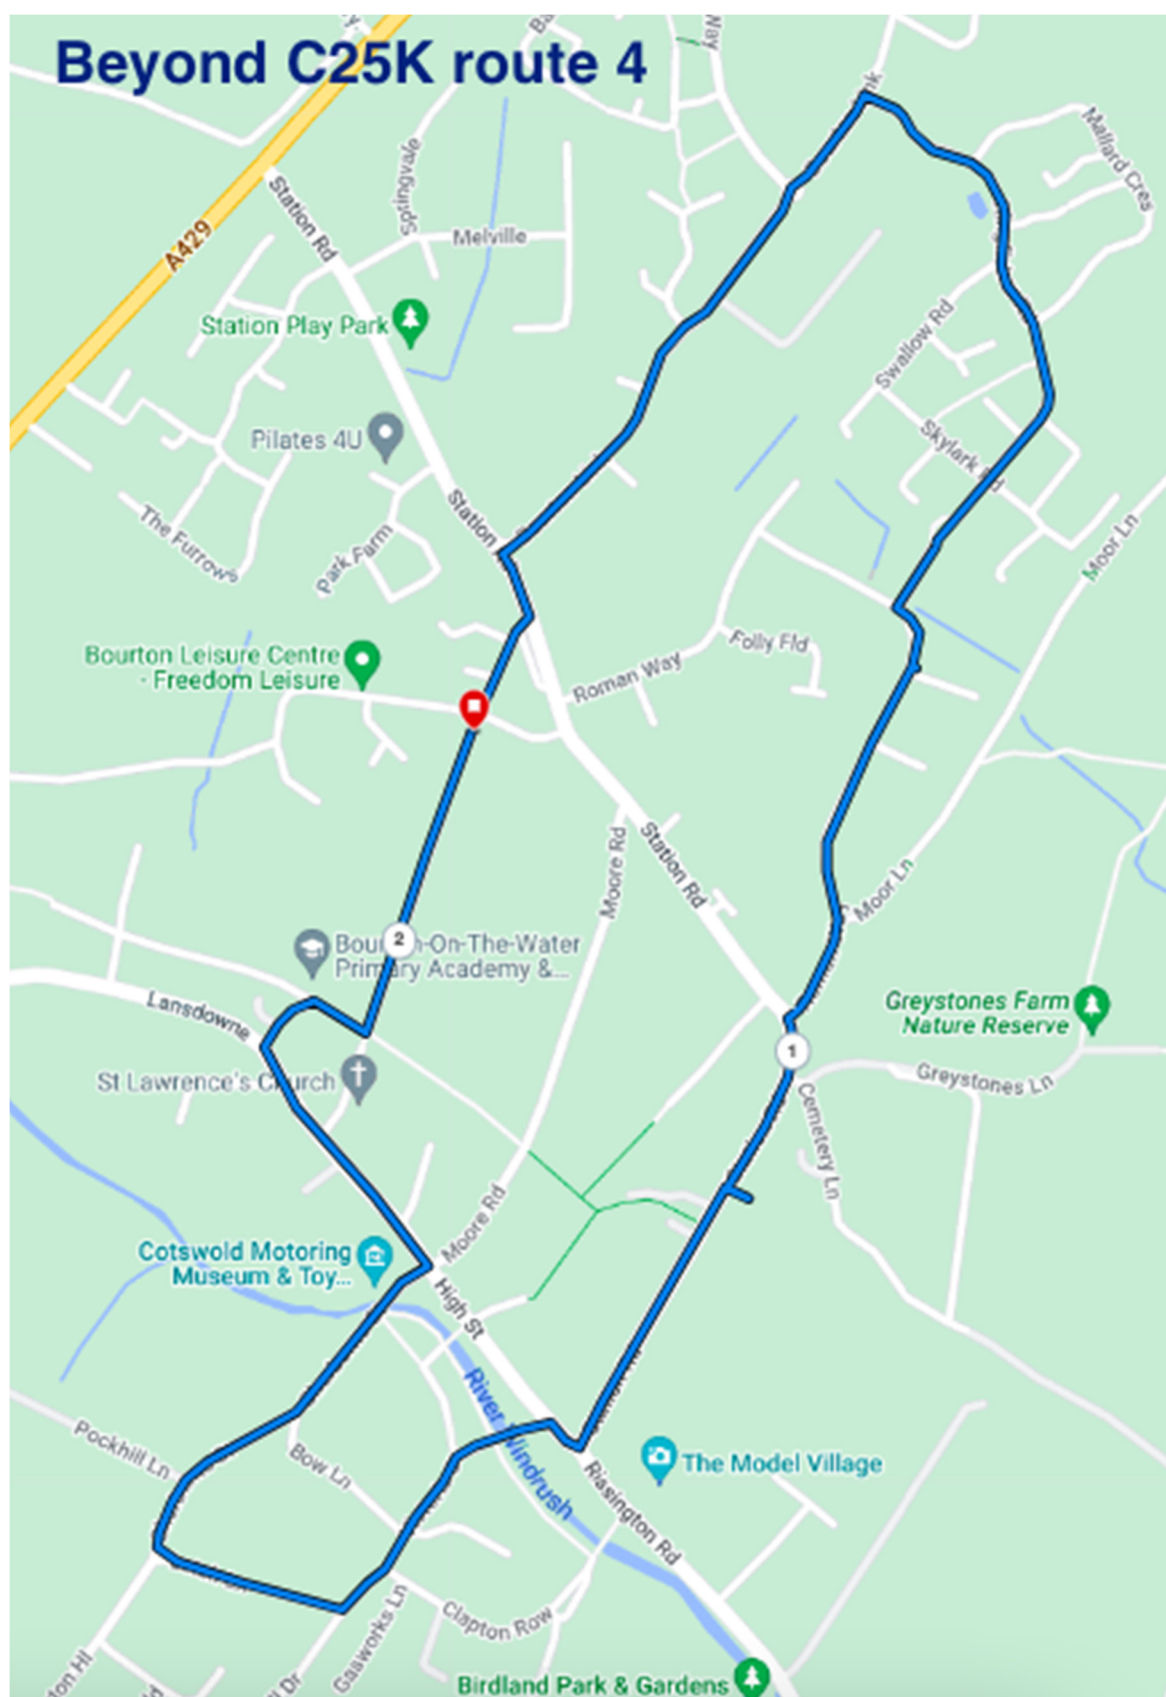 Beyond C25K route 4
Way
Mallard Cres
Springvale
Station Rd
A429
Melville
Station Play Park
Swallow Rd
Pilates 4U
Skylark Rd
Station
The Furrows
Park Farm
Moor Ln
Bourton Leisure Centre
- Freedom Leisure
Folly Fld
Roman Way
Moore Rd
Station Rd
Moor Ln
2
Primary Academy &...
Lansdowne
Greystones Farm
Nature Reserve
1
Greystones Ln
St Lawrence's Church
Cemetery Ln
Moore Rd
Cotswold Motoring
Museum & Toy...
High St
River Windrush
Pockhill Ln
Bow Ln
The Model Village
Rissington Rd
Gasworks Ln
Clapton Row
Birdland Park & Gardens